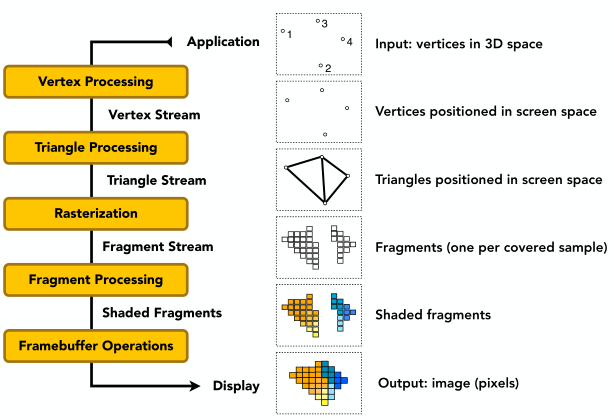 Application
3
1
4
2
Input: vertices in 3D space
Vertex Processing
Vertex Stream
Vertices positioned in screen space
Triangle Processing
Triangle Stream
Triangles positioned in screen space
Rasterization
Fragment Stream
Fragments (one per covered sample)
Fragment Processing
Shaded Fragments
Shaded fragments
Framebuffer Operations
Display
Output: image (pixels)